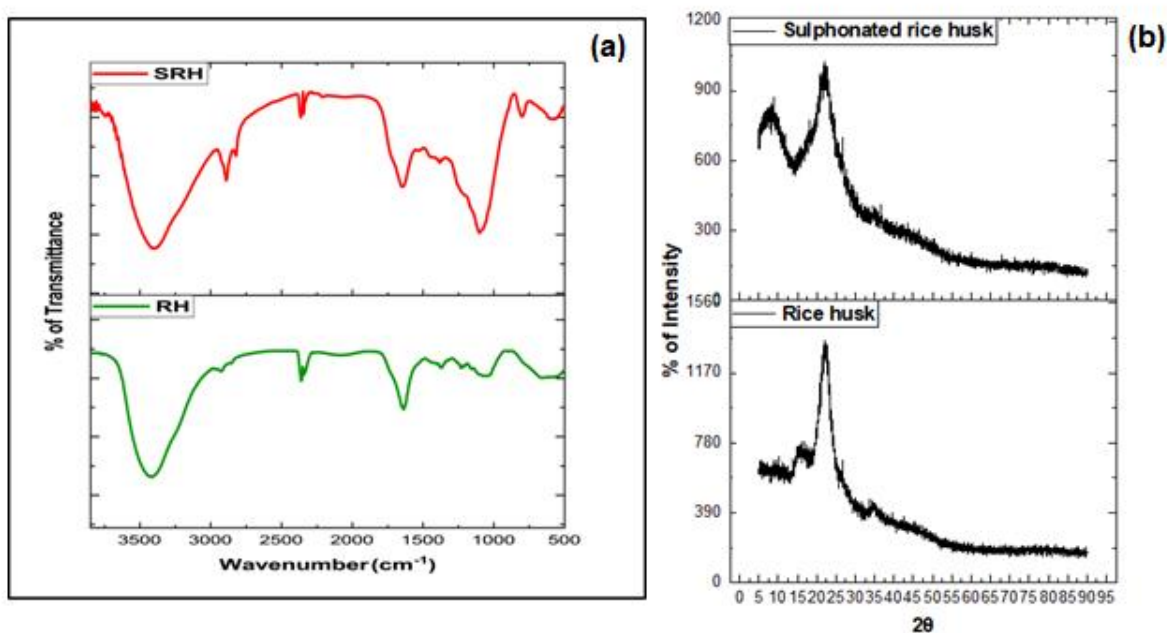 (a)
SRH
RH
% of Transmittance
3500 3000 2500 2000 1500 1000 500
Wavenumber (cm⁻¹)
(b)
Sulphonated rice husk
1200
900
600
300
0
Rice husk
1560
1170
780
390
0
% of Intensity
0 5 10 15 20 25 30 35 40 45 50 55 60 65 70 75 80 85 90 95
2θ